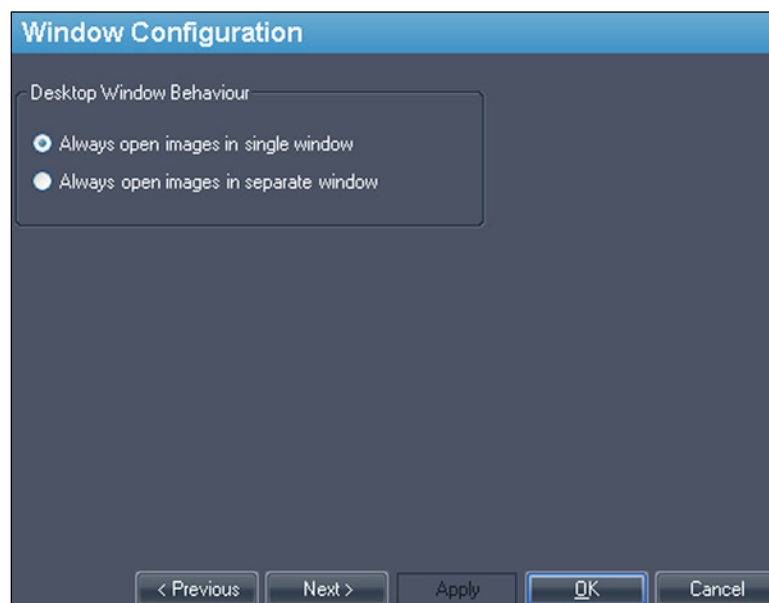 Window Configuration
Desktop Window Behaviour
Always open images in single window
Always open images in separate window
< Previous Next > Apply OK Cancel